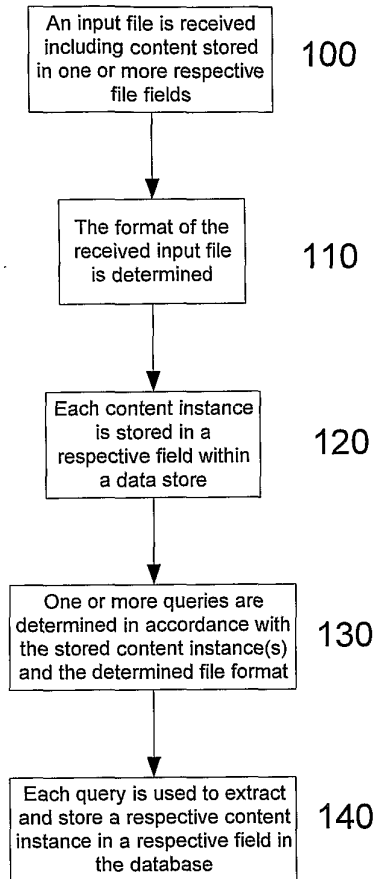 An input file is received
including content stored
in one or more respective
file fields
100
The format of the
received input file
is determined
110
Each content instance
is stored in a
respective field within
a data store
120
One or more queries are
determined in accordance with
the stored content instance(s)
and the determined file format
130
Each query is used to extract
and store a respective content
instance in a respective field in
the database
140